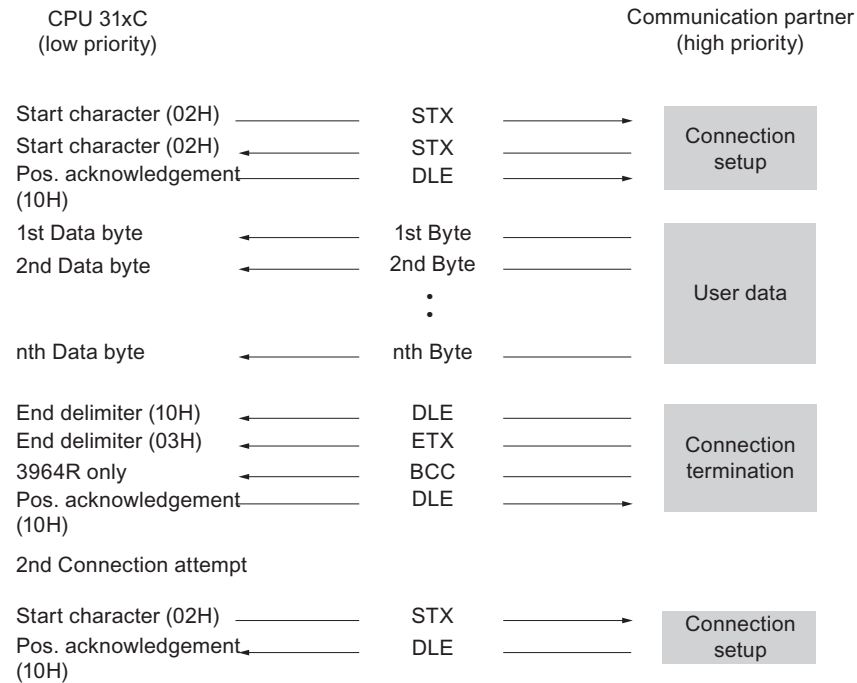 CPU 31xC
(low priority)
Communication partner
(high priority)
Start character (02H) STX
Start character (02H) STX
Pos. acknowledgement DLE
(10H)
Connection
setup
1st Data byte 1st Byte
2nd Data byte 2nd Byte
:
nth Data byte nth Byte
User data
End delimiter (10H) DLE
End delimiter (03H) ETX
3964R only BCC
Pos. acknowledgement DLE
(10H)
Connection
termination
2nd Connection attempt
Start character (02H) STX
Pos. acknowledgement DLE
(10H)
Connection
setup